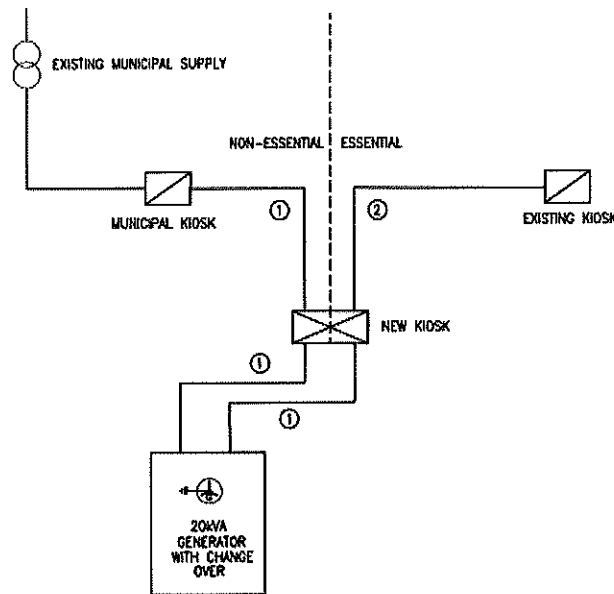 EXISTING MUNICIPAL SUPPLY
NON-ESSENTIAL
ESSENTIAL
1
2
MUNICIPAL KIOSK
EXISTING KIOSK
NEW KIOSK
1
1
G
20kVA
GENERATOR
WITH CHANGE
OVER